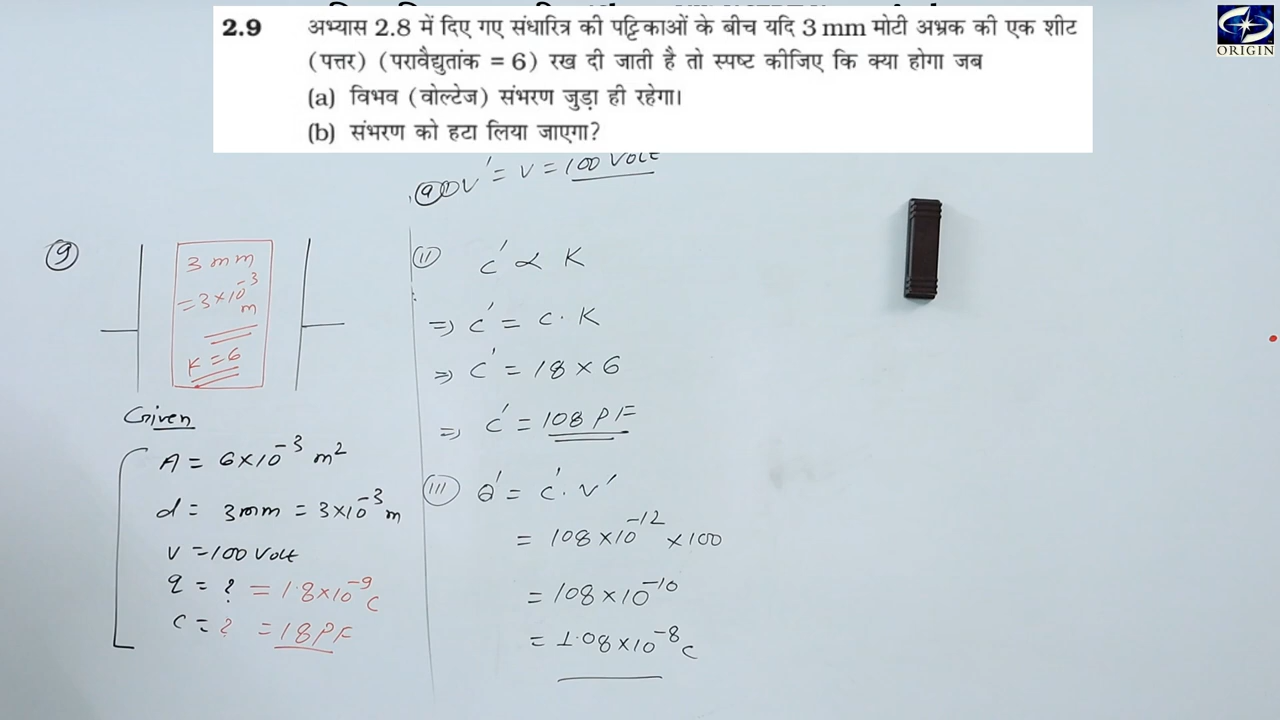 2.9 अभ्यास 2.8 में दिए गए संधारित्र की पट्टिकाओं के बीच यदि 3 mm मोटी अभ्रक की एक शीट
(पत्तर) (परावैद्युतांक = 6) रख दी जाती है तो स्पष्ट कीजिए कि क्या होगा जब
(a) विभव (वोल्टेज) संभरण जुड़ा ही रहेगा।
(b) संभरण को हटा लिया जाएगा?
ORIGIN
9
3 mm
= 3×10⁻³
m
K = 6
Given
A = 6×10⁻³ m²
d = 3mm = 3×10⁻³ m
V = 100 Volt
q = ? = 1.8×10⁻⁹ C
C = ? = 18 PF
(a) (i) V' = V = 100 Volt
(ii) C' ∝ K
⇒ C' = C · K
⇒ C' = 18 × 6
⇒ C' = 108 PF
(iii) Q' = C' · V'
= 108×10⁻¹² × 100
= 108×10⁻¹⁰
= 1.08×10⁻⁸ C